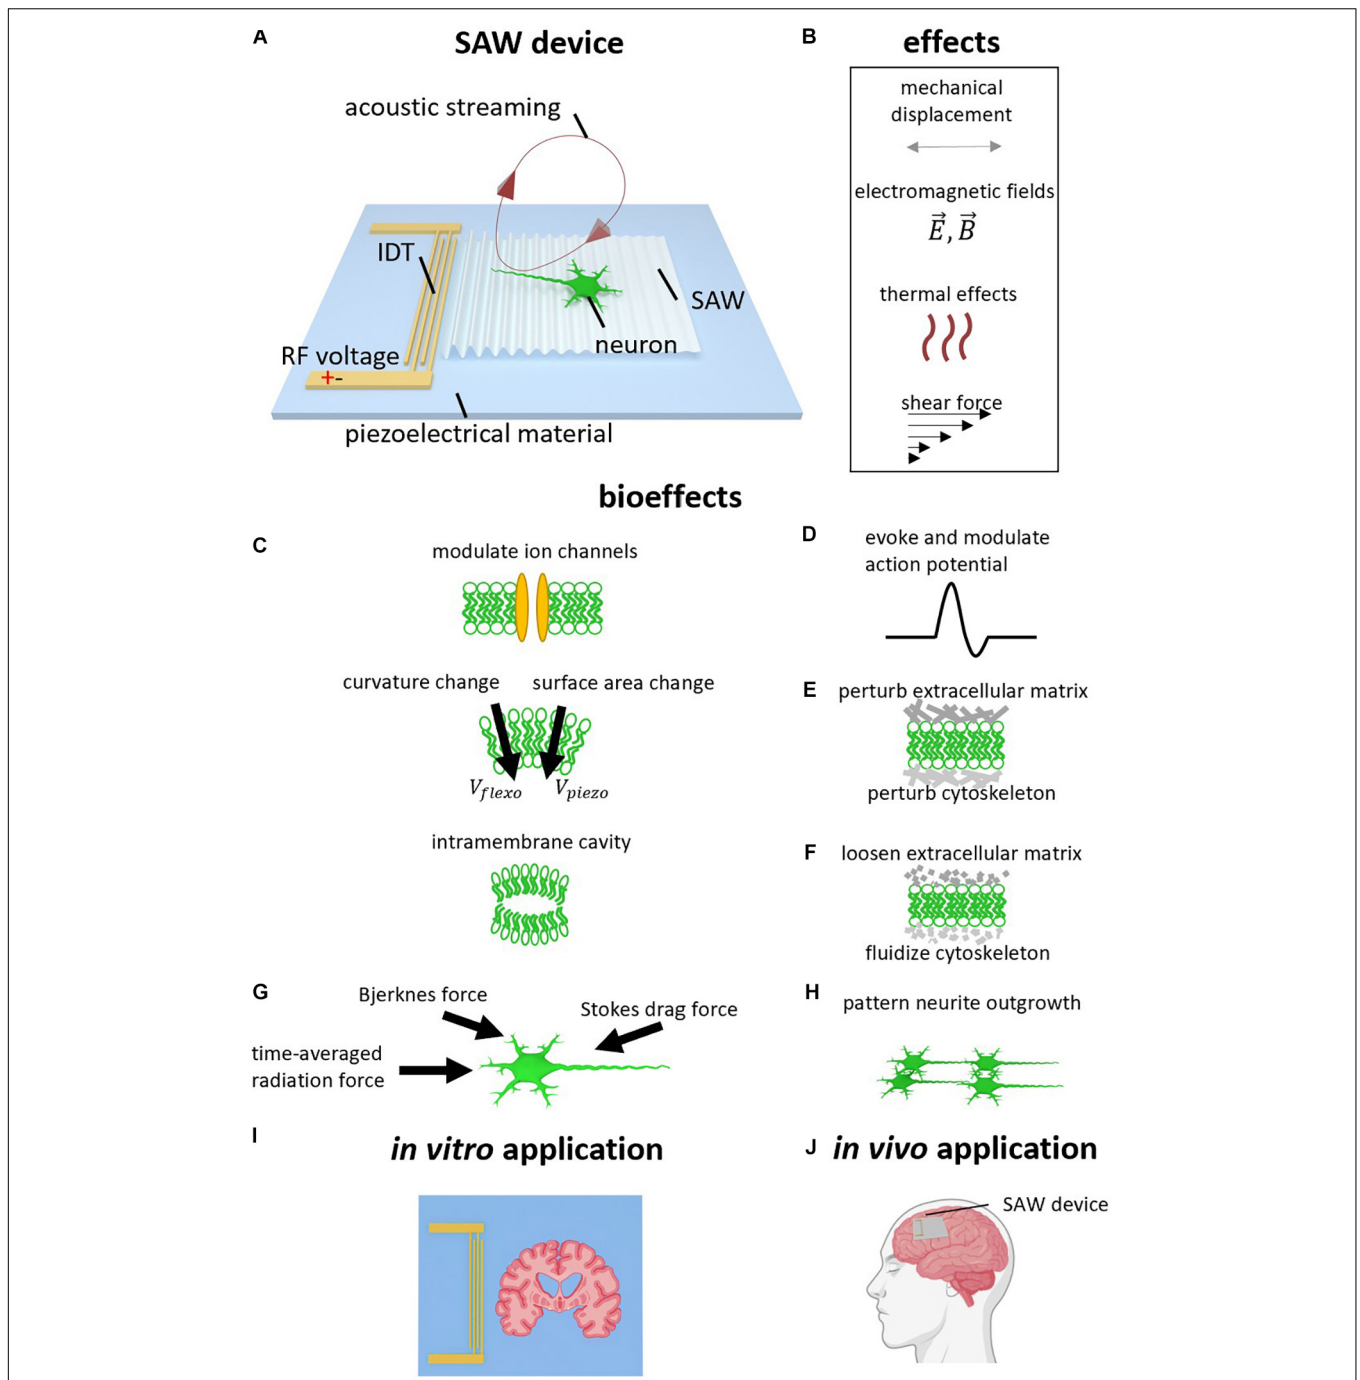 A
SAW device
acoustic streaming
IDT
SAW
neuron
RF voltage
+-
piezoelectrical material
B
effects
mechanical
displacement
electromagnetic fields
E⃗, B⃗
thermal effects
shear force
bioeffects
C
modulate ion channels
curvature change
surface area change
V_flexo
V_piezo
intramembrane cavity
D
evoke and modulate
action potential
E
perturb extracellular matrix
perturb cytoskeleton
F
loosen extracellular matrix
fluidize cytoskeleton
G
Bjerknes force
Stokes drag force
time-averaged
radiation force
H
pattern neurite outgrowth
I
in vitro application
J
in vivo application
SAW device